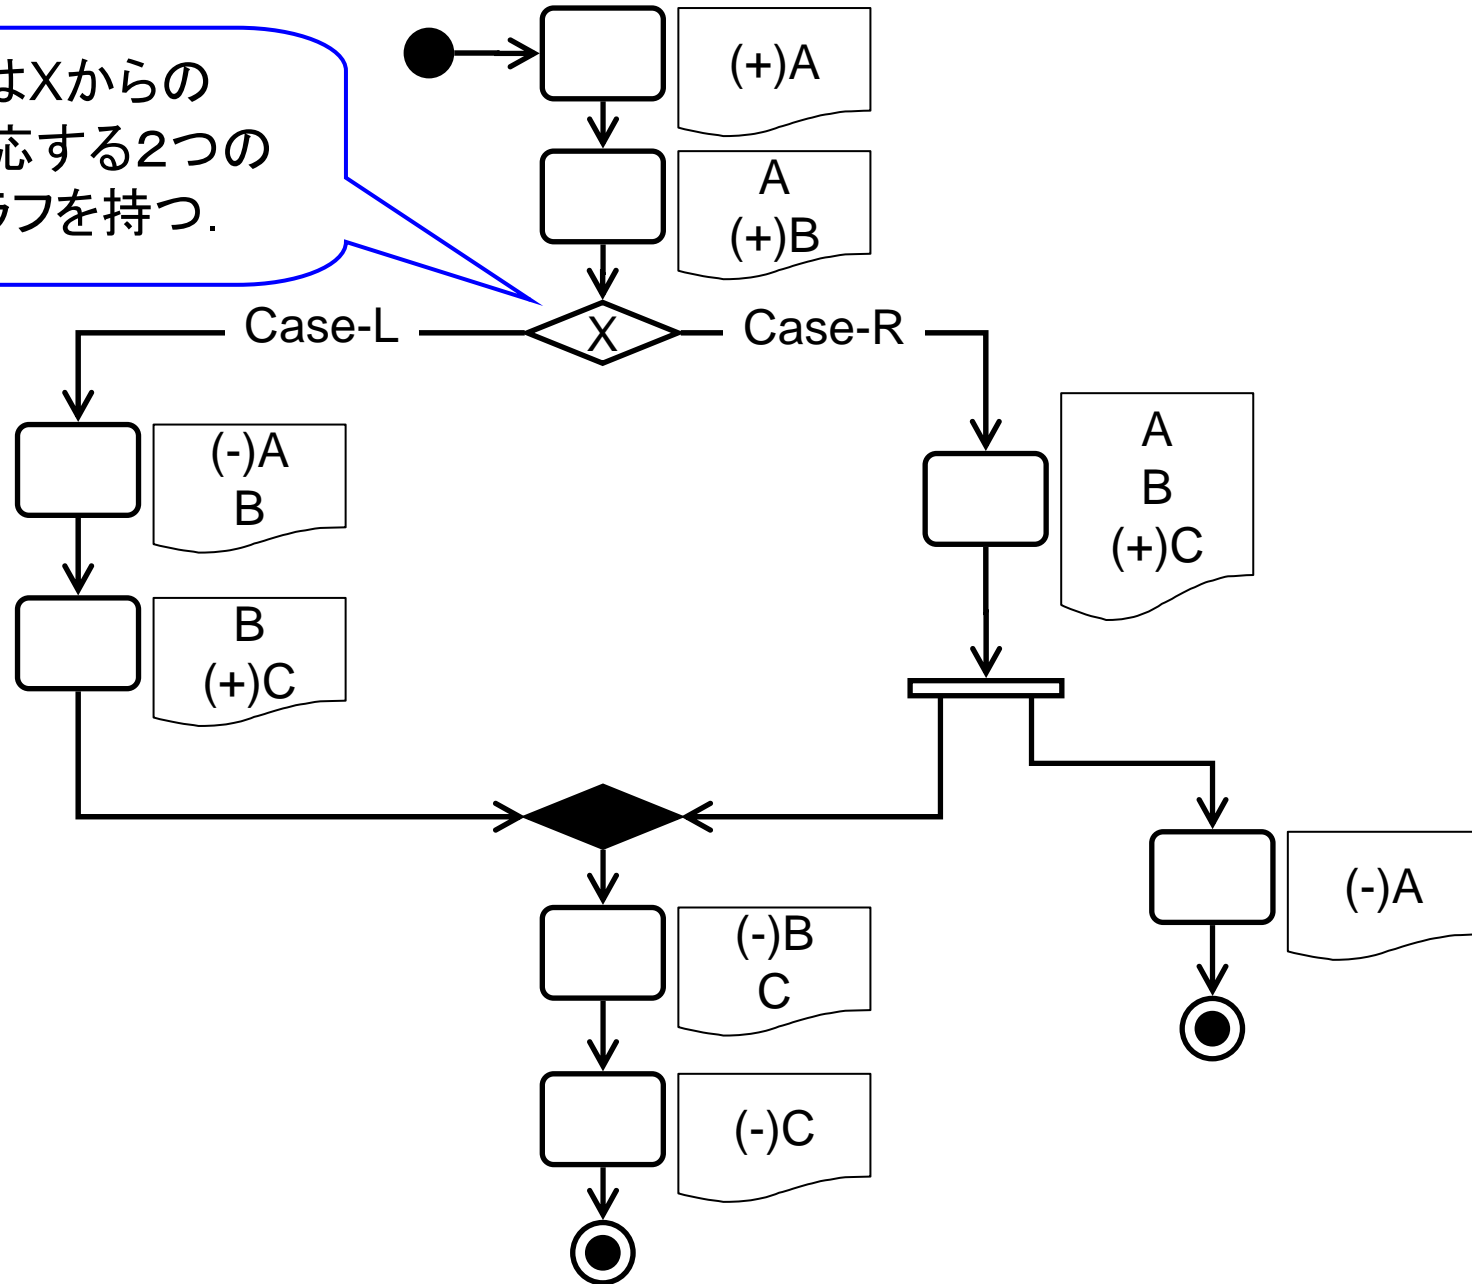 はXからの
応する2つの
ラフを持つ.
(+)A
A
(+)B
X
Case-L
Case-R
(-)A
B
B
(+)C
A
B
(+)C
(-)B
C
(-)A
(-)C